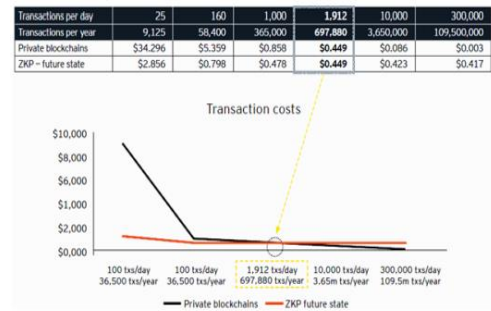 Transactions per day 25 160 1,000 1,912 10,000 300,000
Transactions per year 9,125 58,400 365,000 697,880 3,650,000 109,500,000
Private blockchains $34.296 $5.359 $0.858 $0.449 $0.086 $0.003
ZKP – future state $2.856 $0.798 $0.478 $0.449 $0.423 $0.417
Transaction costs
$10,000
$8,000
$6,000
$1,000
$2,000
$0,000
100 txs/day 100 txs/day 1,912 txs/day 10,000 txs/day 300,000 txs/day
36,500 txs/year 36,500 txs/year 697,880 txs/year 3.65m txs/year 109.5m txs/year
Private blockchains ZKP future state